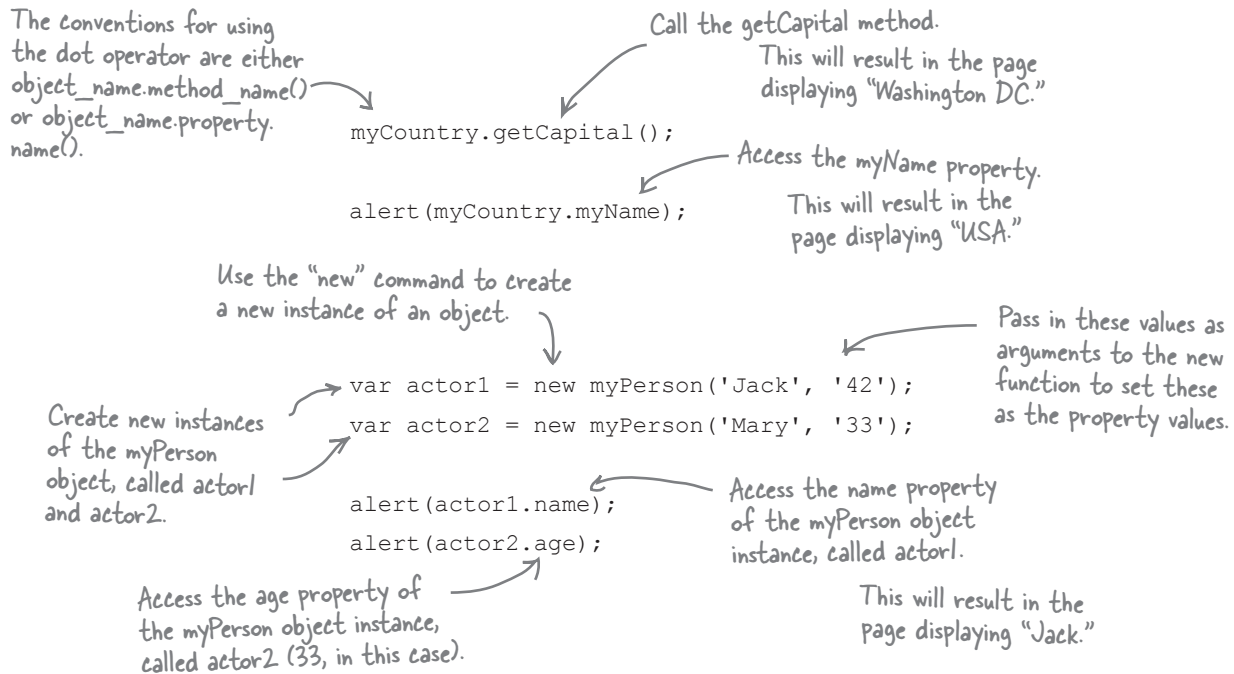 The conventions for using
the dot operator are either
object_name.method_name()
or object_name.property.
name().
Call the getCapital method.
This will result in the page
displaying “Washington DC.”
myCountry.getCapital();
Access the myName property.
This will result in the
page displaying “USA.”
alert(myCountry.myName);
Use the “new” command to create
a new instance of an object.
Pass in these values as
arguments to the new
function to set these
as the property values.
var actor1 = new myPerson('Jack', '42');
var actor2 = new myPerson('Mary', '33');
Create new instances
of the myPerson
object, called actor1
and actor2.
alert(actor1.name);
alert(actor2.age);
Access the name property
of the myPerson object
instance, called actor1.
This will result in the
page displaying “Jack.”
Access the age property of
the myPerson object instance,
called actor2 (33, in this case).